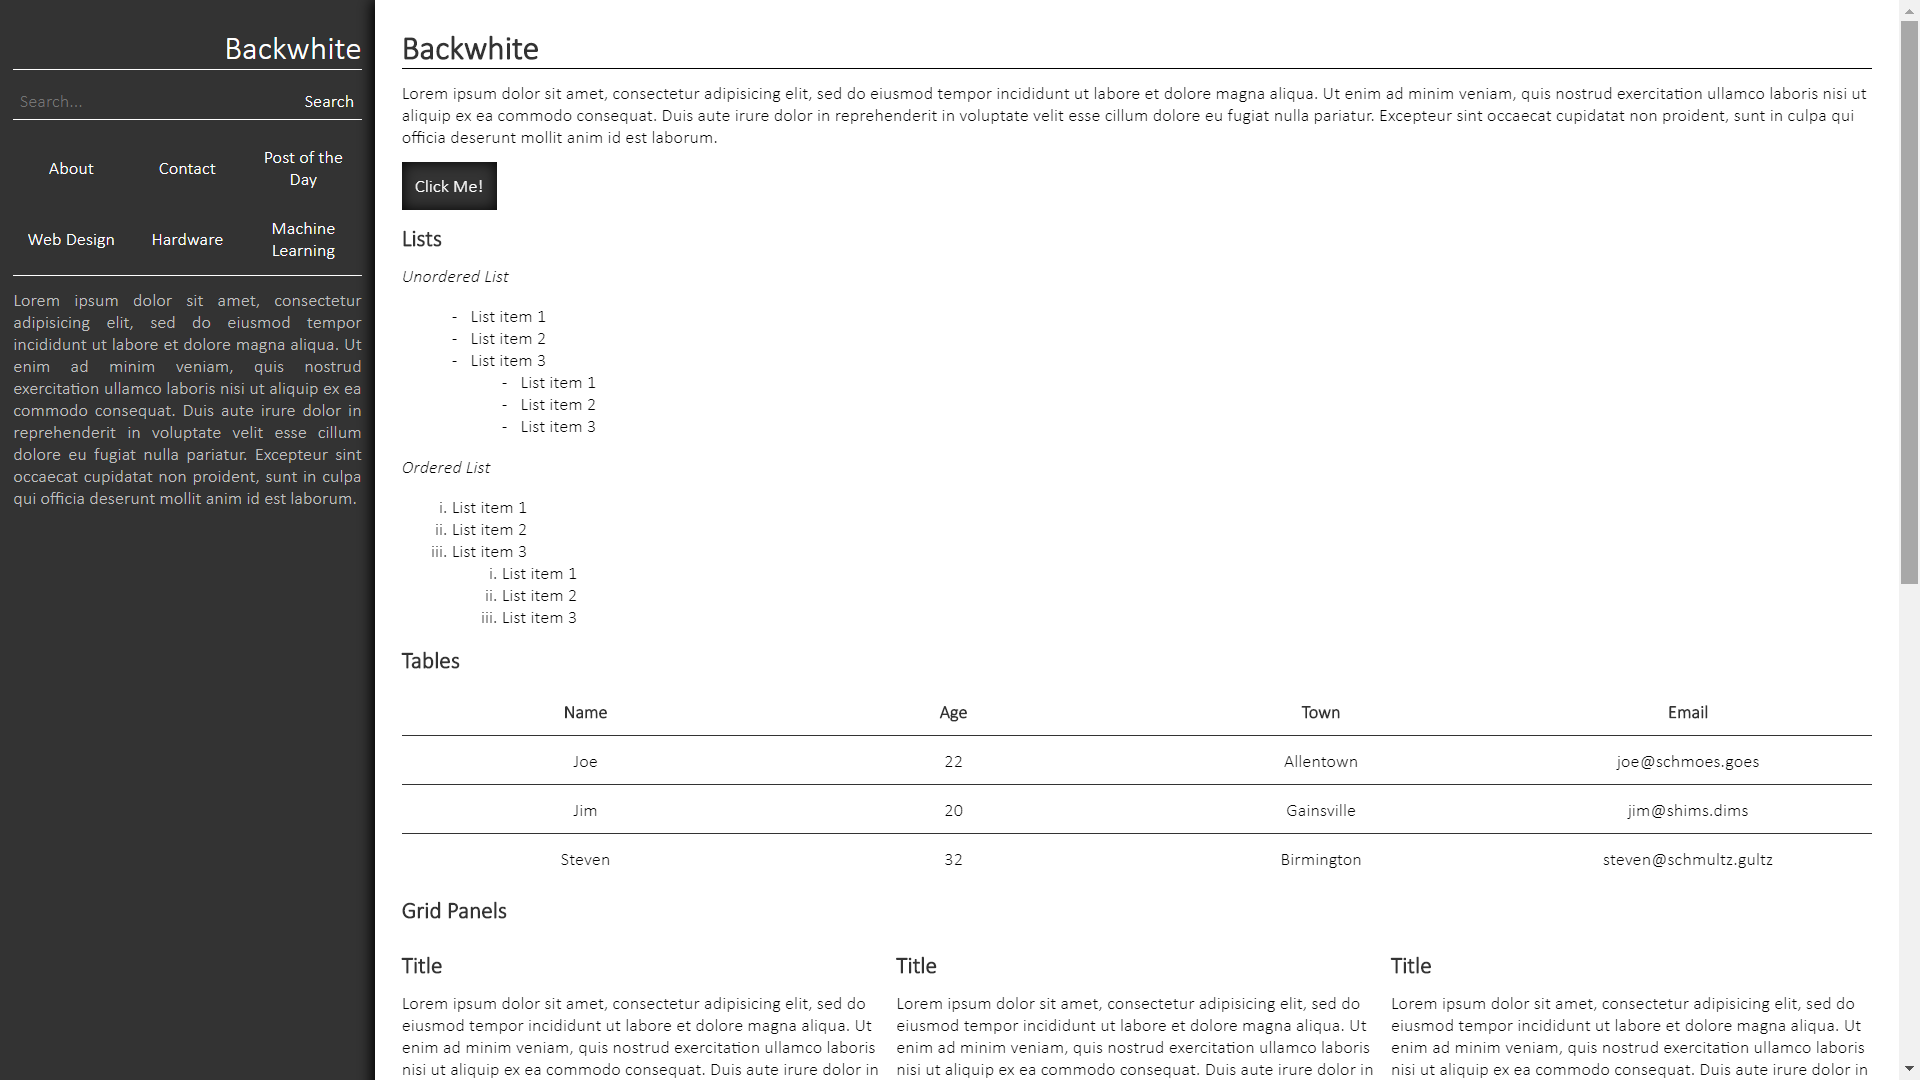 Backwhite
Search...
Search
About
Contact
Post of the
Day
Web Design
Hardware
Machine
Learning
Lorem ipsum dolor sit amet, consectetur
adipisicing elit, sed do eiusmod tempor
incididunt ut labore et dolore magna aliqua. Ut
enim ad minim veniam, quis nostrud
exercitation ullamco laboris nisi ut aliquip ex ea
commodo consequat. Duis aute irure dolor in
reprehenderit in voluptate velit esse cillum
dolore eu fugiat nulla pariatur. Excepteur sint
occaecat cupidatat non proident, sunt in culpa
qui officia deserunt mollit anim id est laborum.
Backwhite
Lorem ipsum dolor sit amet, consectetur adipisicing elit, sed do eiusmod tempor incididunt ut labore et dolore magna aliqua. Ut enim ad minim veniam, quis nostrud exercitation ullamco laboris nisi ut
aliquip ex ea commodo consequat. Duis aute irure dolor in reprehenderit in voluptate velit esse cillum dolore eu fugiat nulla pariatur. Excepteur sint occaecat cupidatat non proident, sunt in culpa qui
officia deserunt mollit anim id est laborum.
Click Me!
Lists
Unordered List
- List item 1
- List item 2
- List item 3
- List item 1
- List item 2
- List item 3
Ordered List
i. List item 1
ii. List item 2
iii. List item 3
i. List item 1
ii. List item 2
iii. List item 3
Tables
Name Age Town Email
Joe 22 Allentown joe@schmoes.goes
Jim 20 Gainsville jim@shims.dims
Steven 32 Birmington steven@schmultz.gultz
Grid Panels
Title
Lorem ipsum dolor sit amet, consectetur adipisicing elit, sed do
eiusmod tempor incididunt ut labore et dolore magna aliqua. Ut
enim ad minim veniam, quis nostrud exercitation ullamco laboris
nisi ut aliquip ex ea commodo consequat. Duis aute irure dolor in
Title
Lorem ipsum dolor sit amet, consectetur adipisicing elit, sed do
eiusmod tempor incididunt ut labore et dolore magna aliqua. Ut
enim ad minim veniam, quis nostrud exercitation ullamco laboris
nisi ut aliquip ex ea commodo consequat. Duis aute irure dolor in
Title
Lorem ipsum dolor sit amet, consectetur adipisicing elit, sed do
eiusmod tempor incididunt ut labore et dolore magna aliqua. Ut
enim ad minim veniam, quis nostrud exercitation ullamco laboris
nisi ut aliquip ex ea commodo consequat. Duis aute irure dolor in